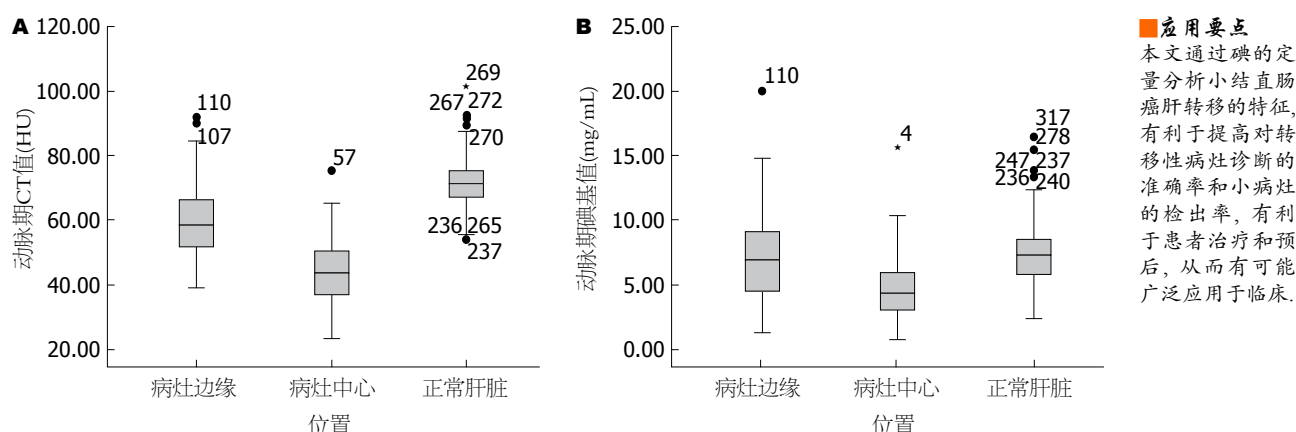 A
动脉期CT值(HU)
120.00
100.00
80.00
60.00
40.00
20.00
110
107
57
269
267 272
270
236 265
237
病灶边缘 病灶中心 正常肝脏
位置
B
动脉期碘基值(mg/mL)
25.00
20.00
15.00
10.00
5.00
0.00
110
4
317
278
247 237
236 240
病灶边缘 病灶中心 正常肝脏
位置
应用要点
本文通过碘的定
量分析小结直肠
癌肝转移的特征,
有利于提高对转
移性病灶诊断的
准确率和小病灶
的检出率, 有利
于患者治疗和预
后, 从而有可能
广泛应用于临床.